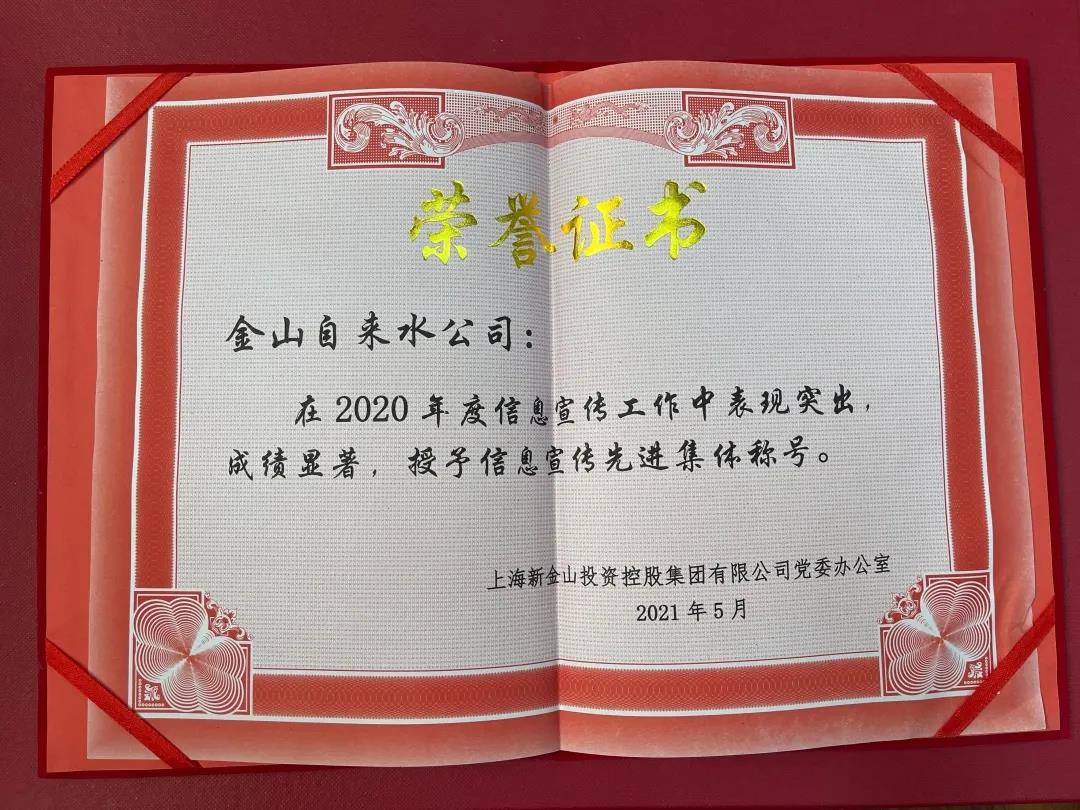 荣誉证书
金山自来水公司：
在2020年度信息宣传工作中表现突出，
成绩显著，授予信息宣传先进集体称号。
上海新金山投资控股集团有限公司党委办公室
2021年5月